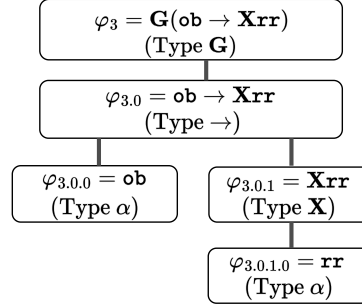 φ₃ = G(ob → Xrr)
(Type G)
φ₃.₀ = ob → Xrr
(Type →)
φ₃.₀.₀ = ob
(Type α)
φ₃.₀.₁ = Xrr
(Type X)
φ₃.₀.₁.₀ = rr
(Type α)